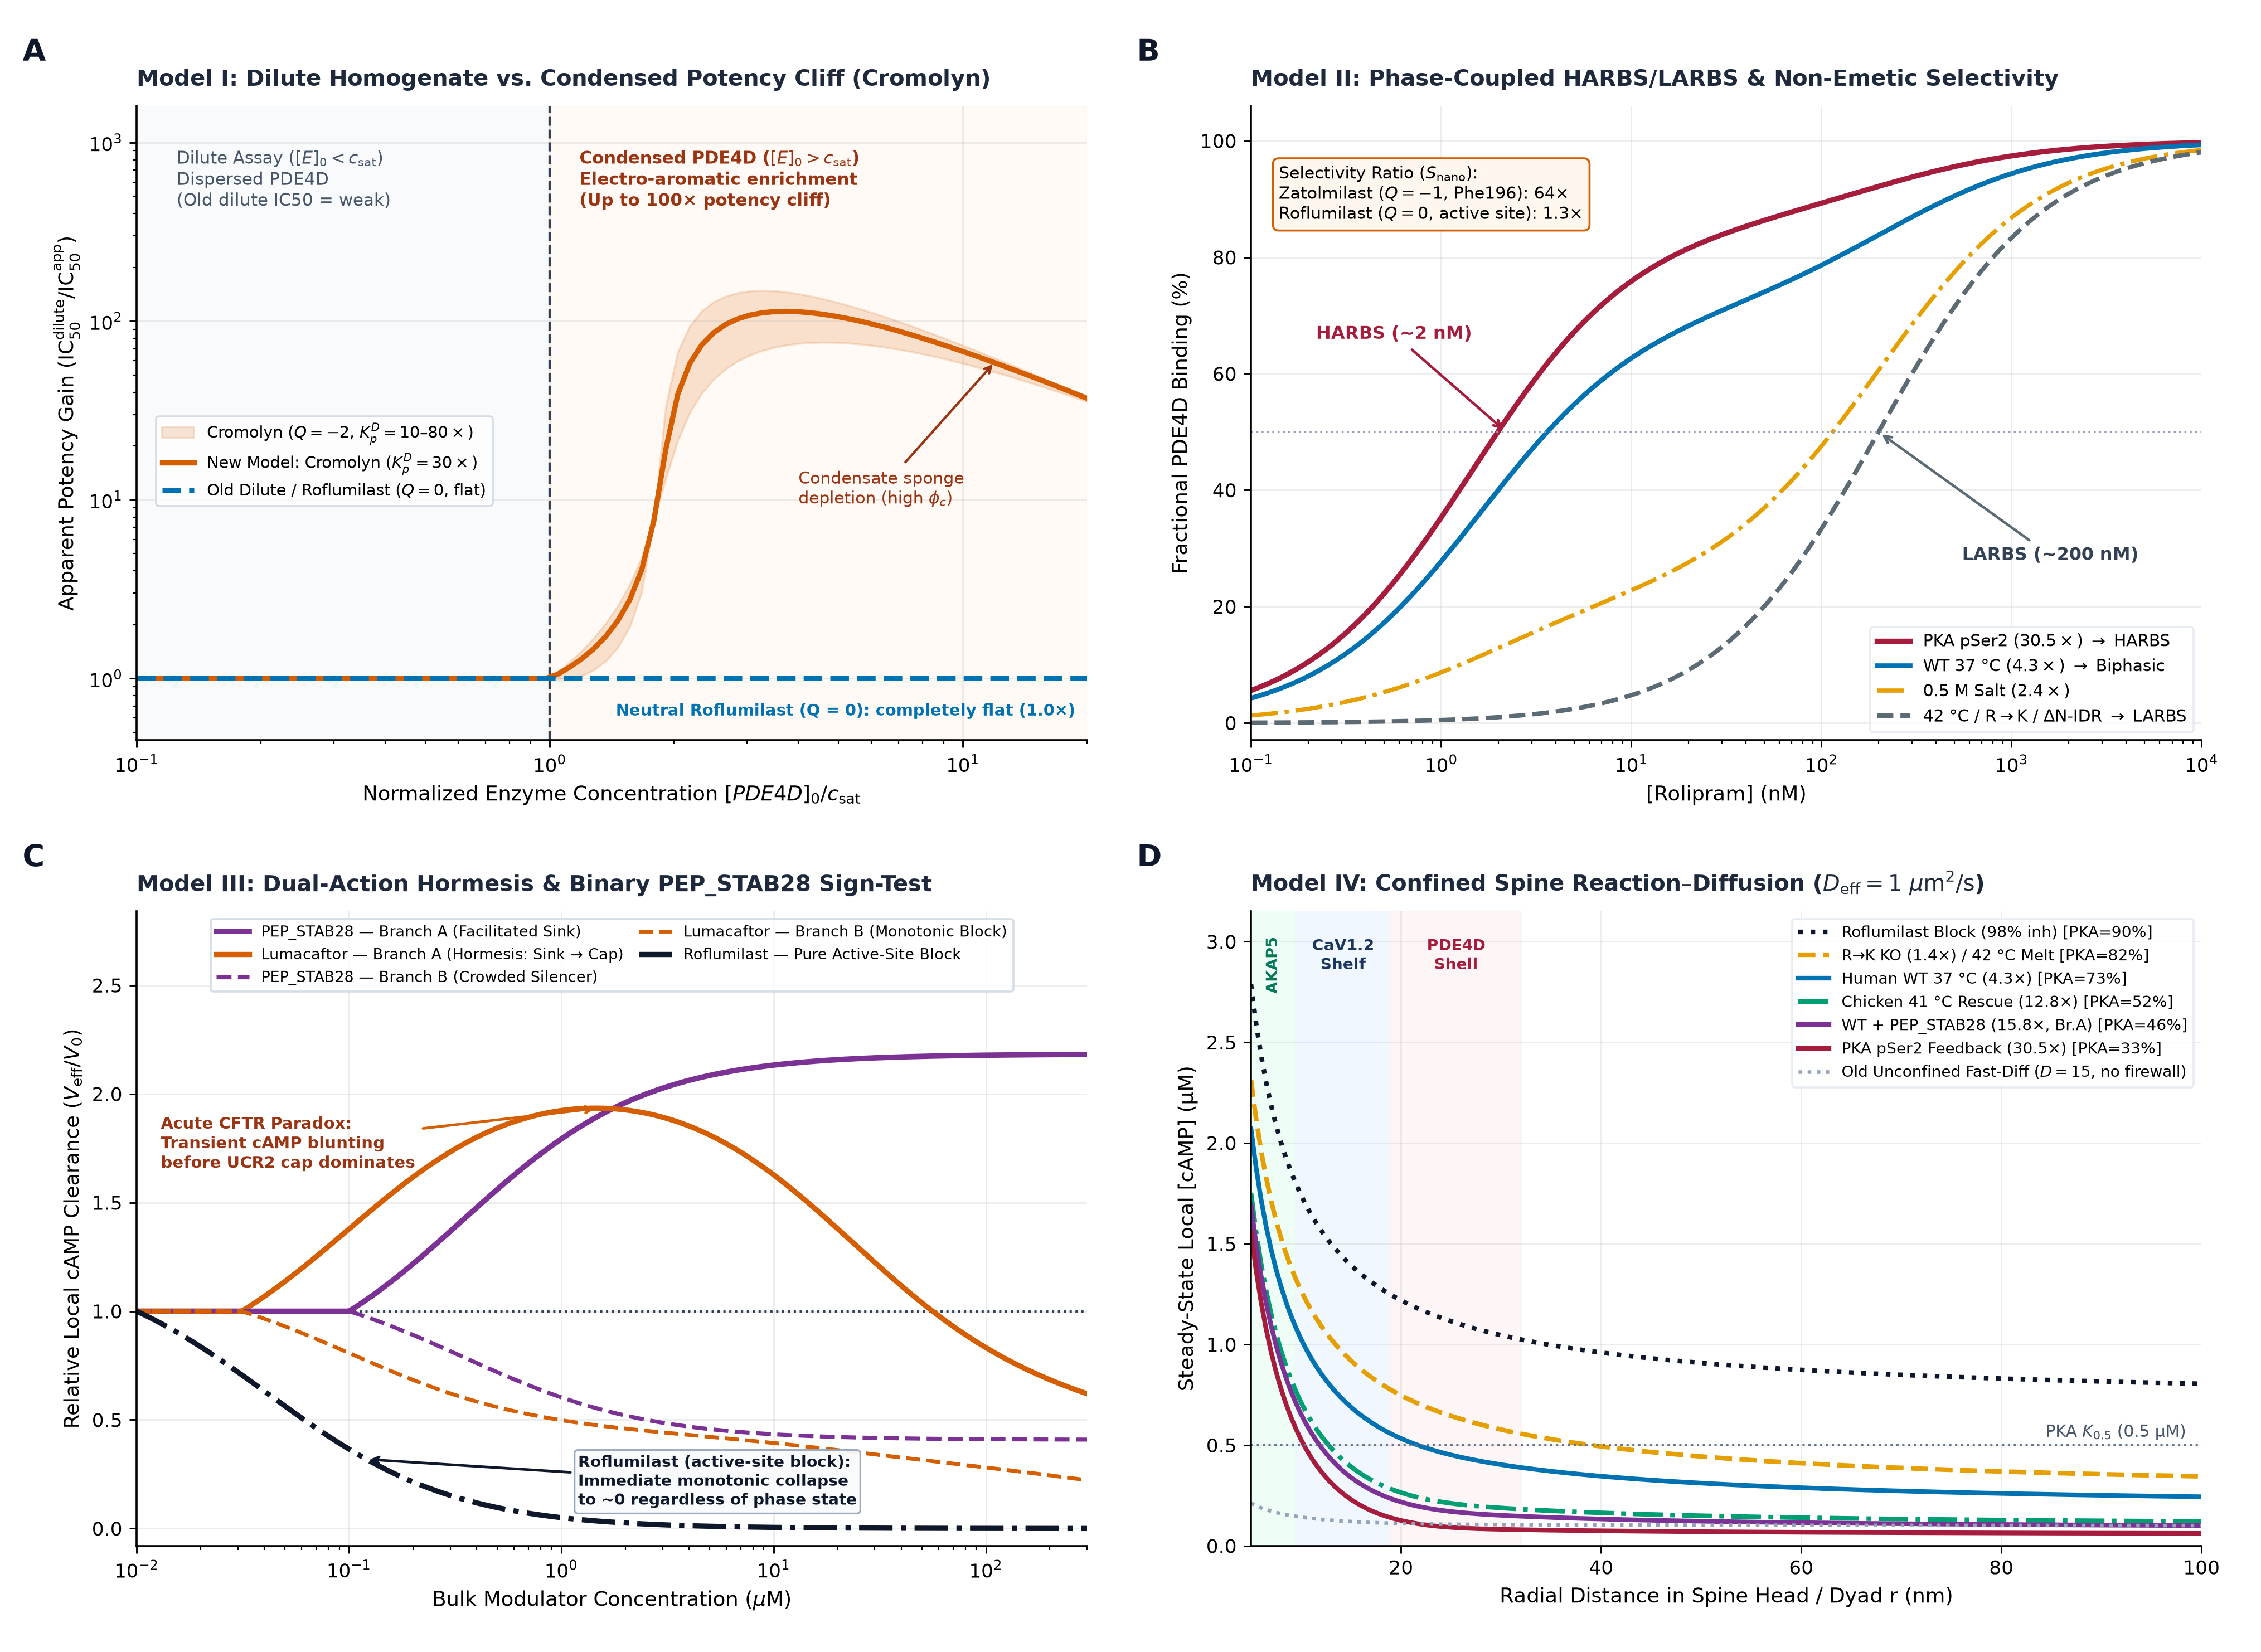 A
Model I: Dilute Homogenate vs. Condensed Potency Cliff (Cromolyn)
Dilute Assay ([E]₀ < c_sat)
Dispersed PDE4D
(Old dilute IC50 = weak)
Condensed PDE4D ([E]₀ > c_sat)
Electro-aromatic enrichment
(Up to 100× potency cliff)
Cromolyn (Q = −2, K_p^D = 10–80 ×)
New Model: Cromolyn (K_p^D = 30 ×)
Old Dilute / Roflumilast (Q = 0, flat)
Condensate sponge
depletion (high ϕ_c)
Neutral Roflumilast (Q = 0): completely flat (1.0×)
Apparent Potency Gain (IC₅₀^dilute/IC₅₀^app)
10³
10²
10¹
10⁰
10⁻¹ 10⁰ 10¹
Normalized Enzyme Concentration [PDE4D]₀/c_sat
B
Model II: Phase-Coupled HARBS/LARBS & Non-Emetic Selectivity
Selectivity Ratio (S_nano):
Zatolmilast (Q = −1, Phe196): 64×
Roflumilast (Q = 0, active site): 1.3×
HARBS (~2 nM)
LARBS (~200 nM)
PKA pSer2 (30.5 ×) → HARBS
WT 37 °C (4.3 ×) → Biphasic
0.5 M Salt (2.4 ×)
42 °C / R → K / ΔN-IDR → LARBS
Fractional PDE4D Binding (%)
100
80
60
40
20
0
10⁻¹ 10⁰ 10¹ 10² 10³ 10⁴
[Rolipram] (nM)
C
Model III: Dual-Action Hormesis & Binary PEP_STAB28 Sign-Test
PEP_STAB28 — Branch A (Facilitated Sink)
Lumacaftor — Branch A (Hormesis: Sink → Cap)
PEP_STAB28 — Branch B (Crowded Silencer)
Lumacaftor — Branch B (Monotonic Block)
Roflumilast — Pure Active-Site Block
Acute CFTR Paradox:
Transient cAMP blunting
before UCR2 cap dominates
Roflumilast (active-site block):
Immediate monotonic collapse
to ~0 regardless of phase state
Relative Local cAMP Clearance (V_eff/V₀)
2.5
2.0
1.5
1.0
0.5
0.0
10⁻² 10⁻¹ 10⁰ 10¹ 10²
Bulk Modulator Concentration (μM)
D
Model IV: Confined Spine Reaction–Diffusion (D_eff = 1 μm²/s)
AKAP5
CaV1.2
Shelf
PDE4D
Shell
Roflumilast Block (98% inh) [PKA=90%]
R→K KO (1.4×) / 42 °C Melt [PKA=82%]
Human WT 37 °C (4.3×) [PKA=73%]
Chicken 41 °C Rescue (12.8×) [PKA=52%]
WT + PEP_STAB28 (15.8×, Br.A) [PKA=46%]
PKA pSer2 Feedback (30.5×) [PKA=33%]
Old Unconfined Fast-Diff (D = 15, no firewall)
PKA K₀.₅ (0.5 μM)
Steady-State Local [cAMP] (μM)
3.0
2.5
2.0
1.5
1.0
0.5
0.0
20 40 60 80 100
Radial Distance in Spine Head / Dyad r (nm)